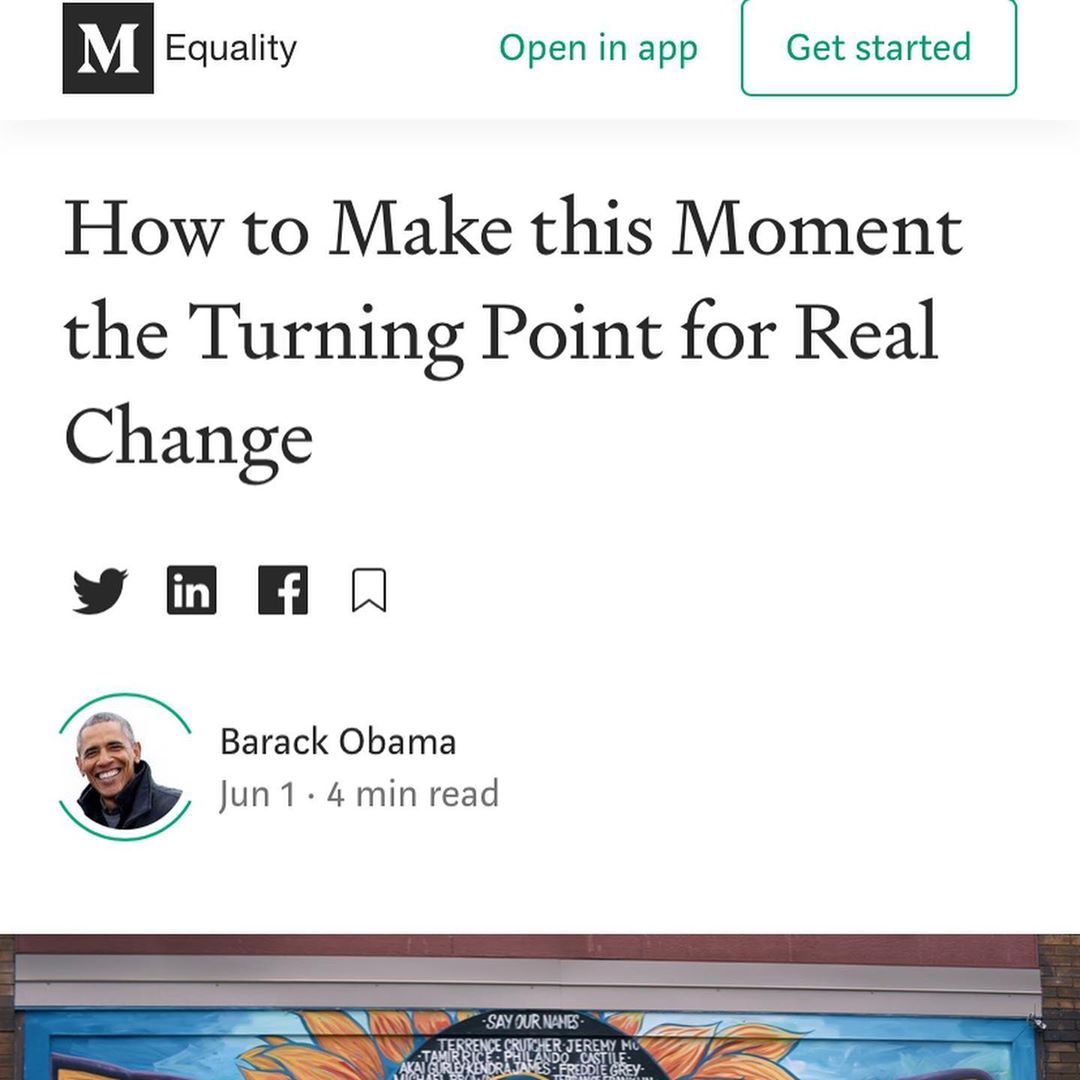 M Equality Open in app Get started
How to Make this Moment
the Turning Point for Real
Change
in f
Barack Obama
Jun 1 · 4 min read
-SAY OUR NAMES-
TERRENCE CRUTCHER·JEREMY MC
·TAMIR RICE·PHILANDO CASTILE·
AKAI GURLEY KENDRA JAMES·FREDDIE GREY·